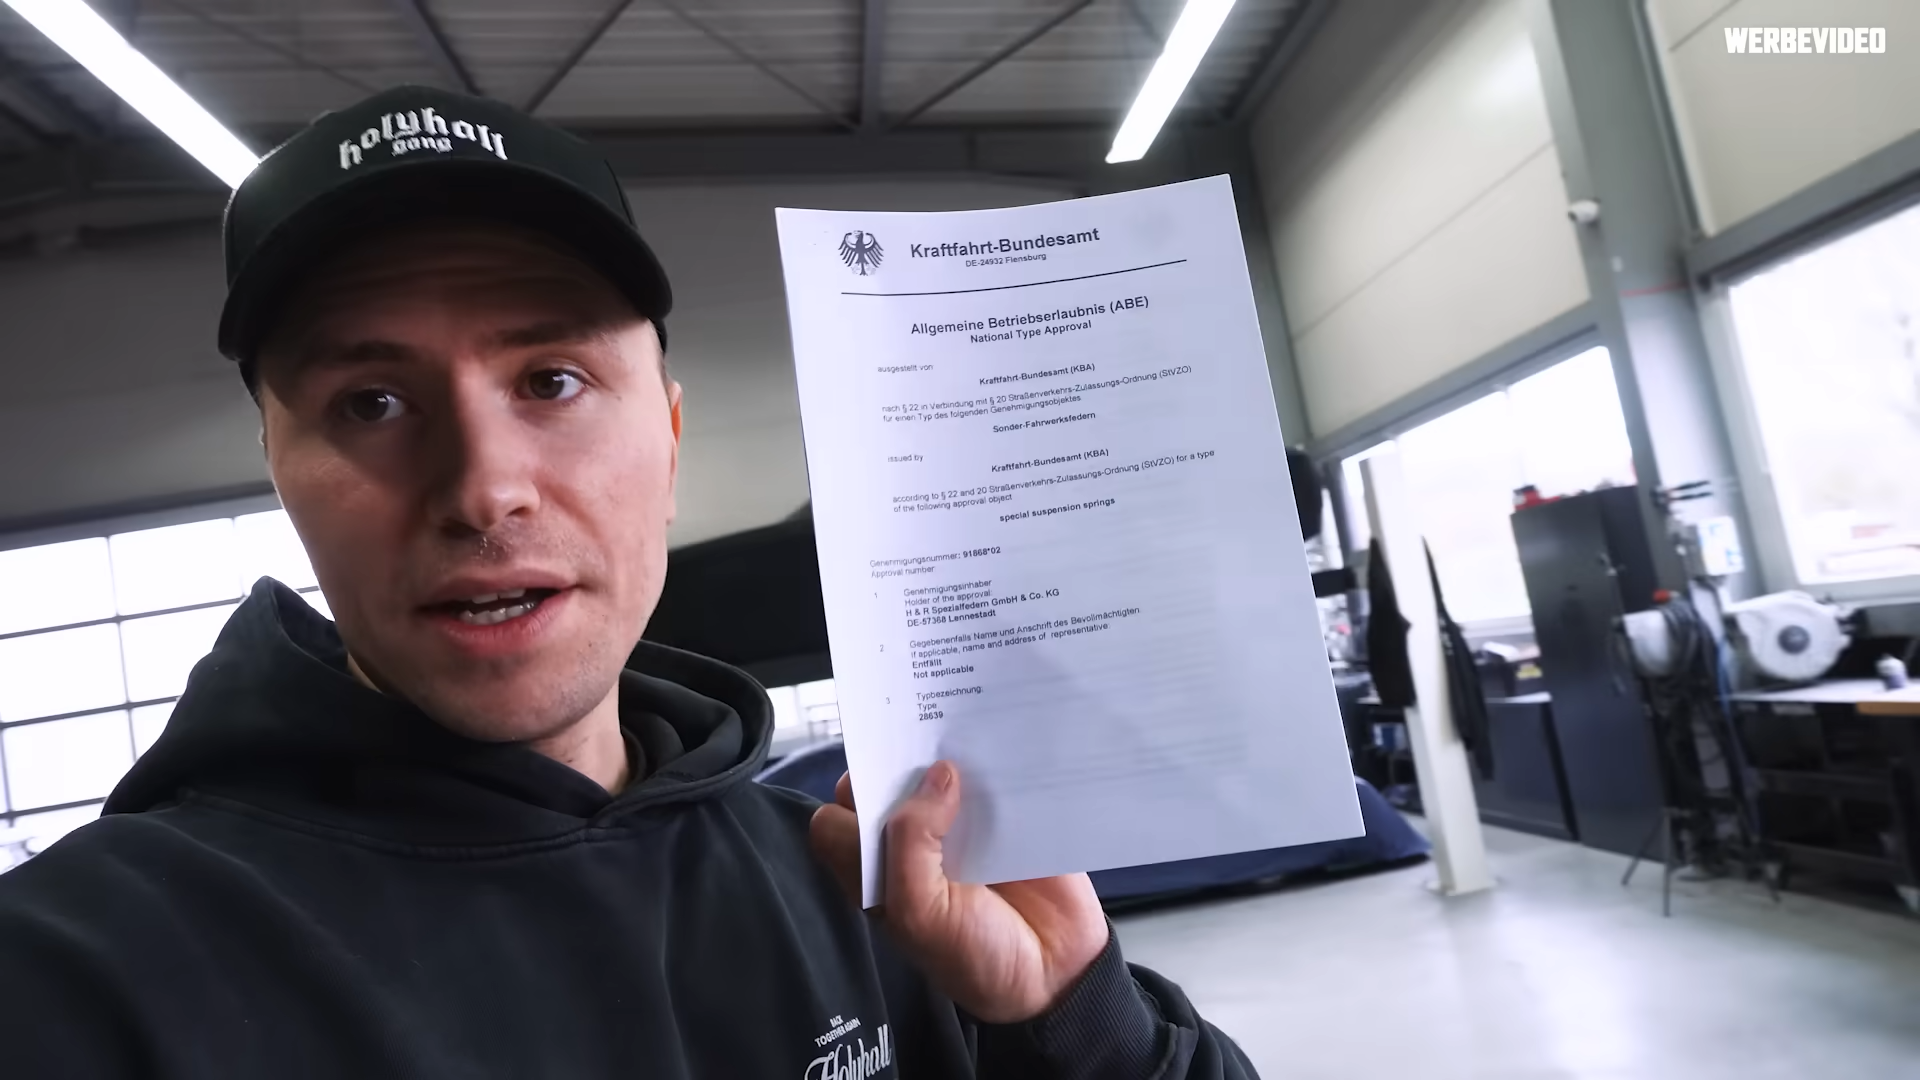 WERBEVIDEO
holyhall
gang
Kraftfahrt-Bundesamt
DE-24932 Flensburg
Allgemeine Betriebserlaubnis (ABE)
National Type Approval
ausgestellt von
Kraftfahrt-Bundesamt (KBA)
nach § 22 in Verbindung mit § 20 Straßenverkehrs-Zulassungs-Ordnung (StVZO)
für einen Typ des folgenden Genehmigungsobjektes
Sonder-Fahrwerksfedern
issued by
Kraftfahrt-Bundesamt (KBA)
according to § 22 and 20 Straßenverkehrs-Zulassungs-Ordnung (StVZO) for a type
of the following approval object
special suspension springs
Genehmigungsnummer: 91868*02
Approval number
1 Genehmigungsinhaber
Holder of the approval:
H & R Spezialfedern GmbH & Co. KG
DE-57368 Lennestadt
2 Gegebenenfalls Name und Anschrift des Bevollmächtigten:
If applicable, name and address of representative:
Entfällt
Not applicable
3 Typbezeichnung:
Type:
28639
BACK
TOGETHER AGAIN
Holyhall